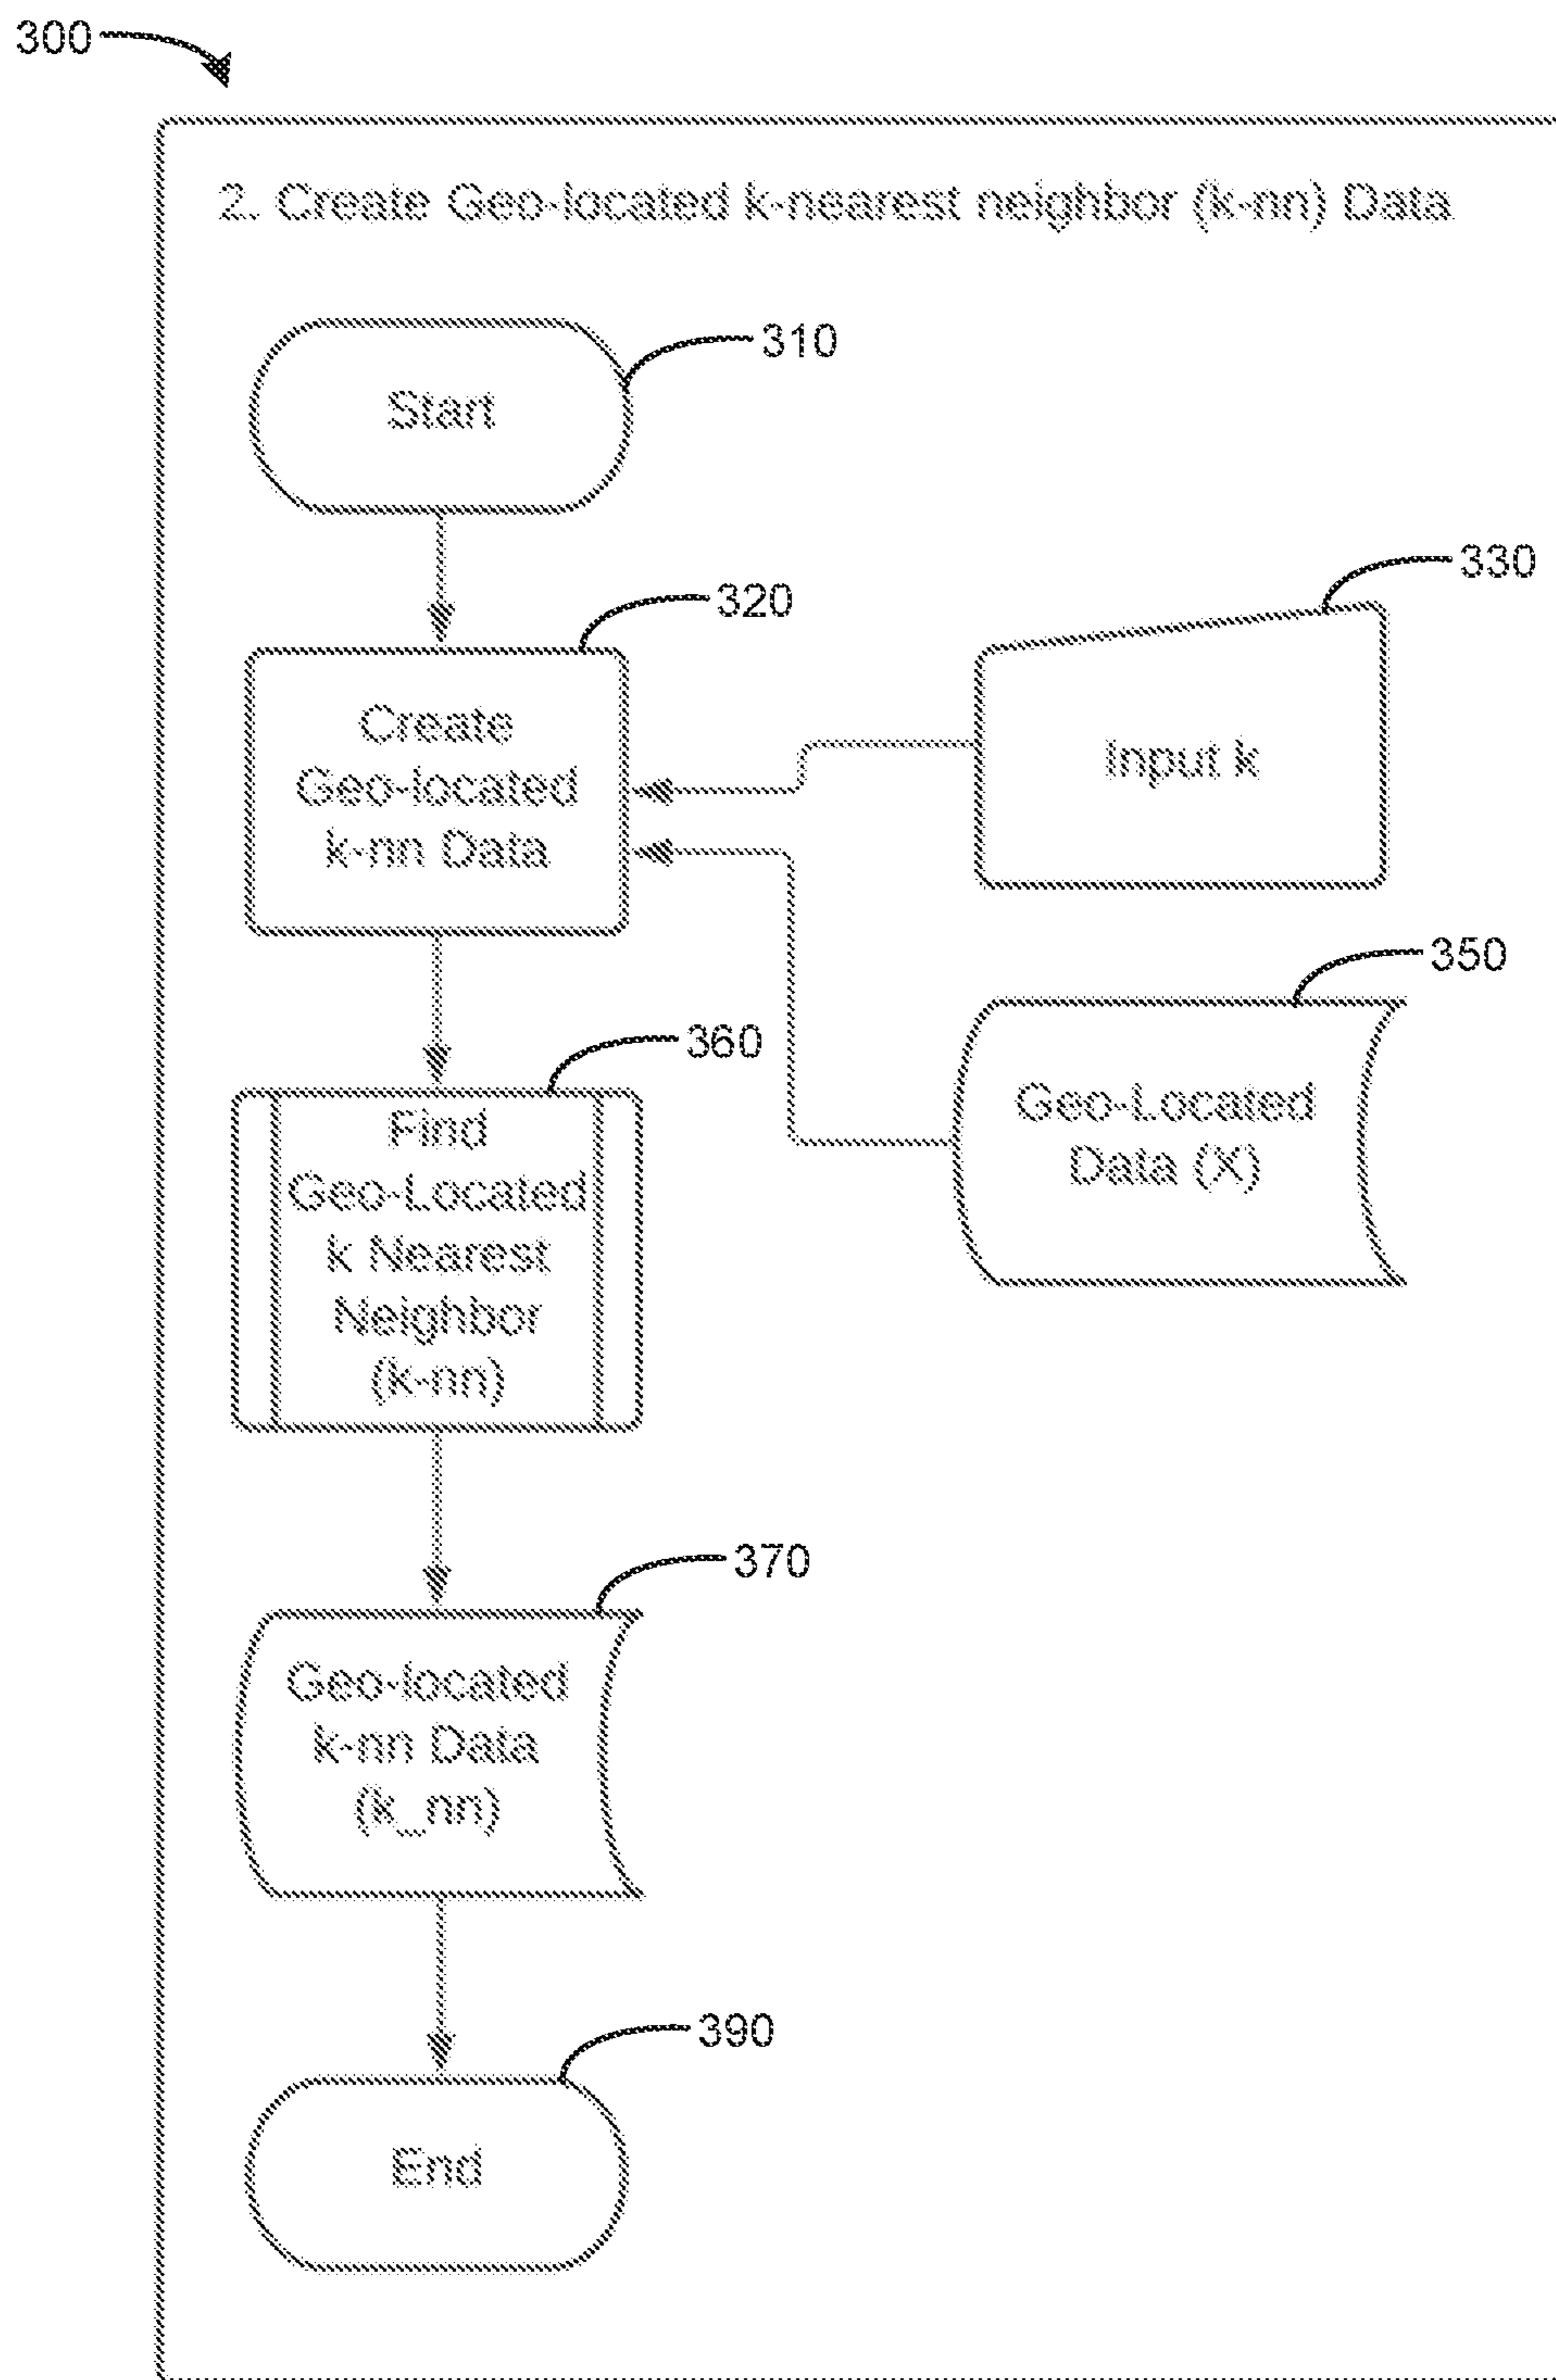 300
2. Create Geo-located k-nearest neighbor (k-nn) Data
310
Start
320
Create
Geo-located
k-nn Data
330
Input k
350
Geo-Located
Data (X)
360
Find
Geo-Located
k Nearest
Neighbor
(k-nn)
370
Geo-located
k-nn Data
(k_nn)
390
End